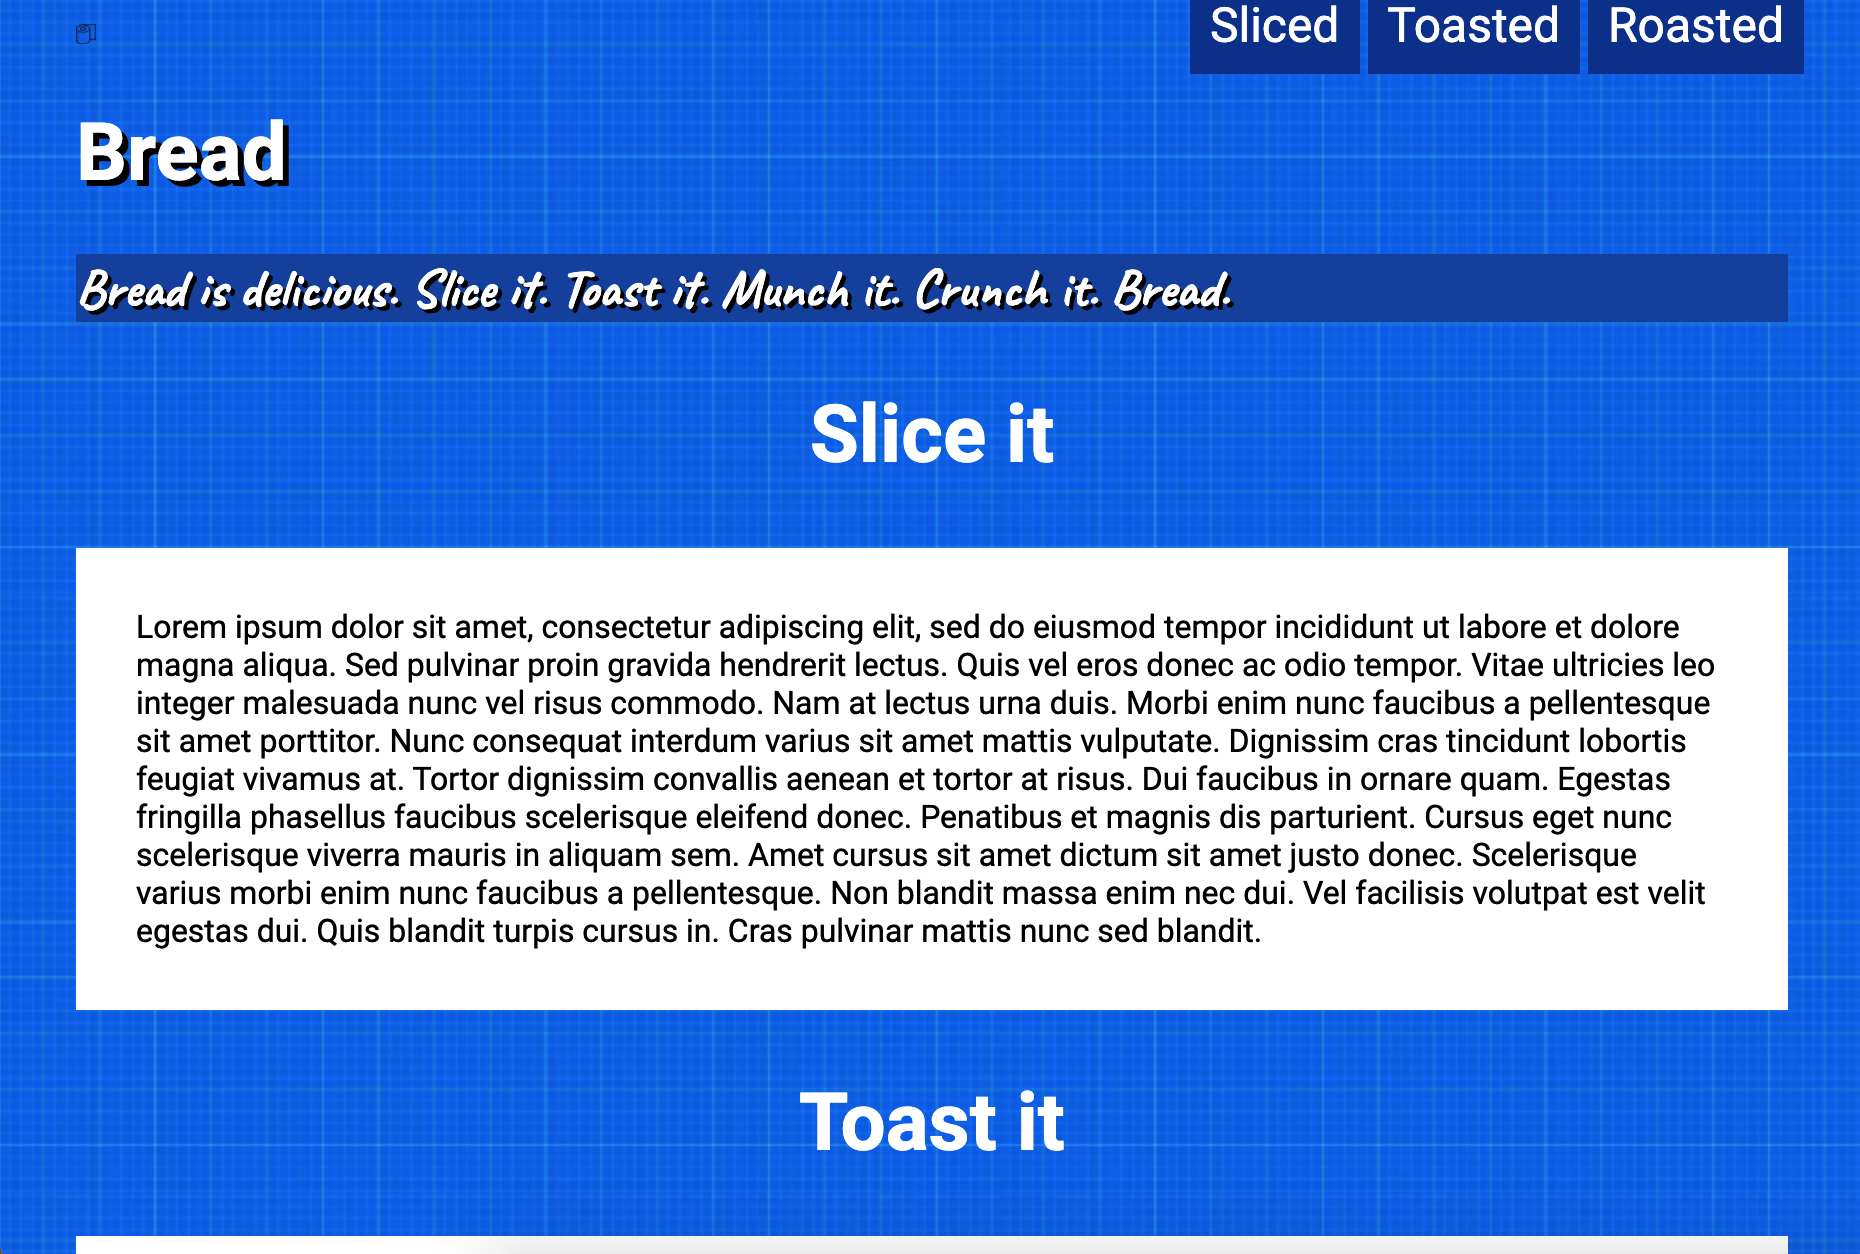 Sliced Toasted Roasted
Bread
Bread is delicious. Slice it. Toast it. Munch it. Crunch it. Bread.
Slice it
Lorem ipsum dolor sit amet, consectetur adipiscing elit, sed do eiusmod tempor incididunt ut labore et dolore
magna aliqua. Sed pulvinar proin gravida hendrerit lectus. Quis vel eros donec ac odio tempor. Vitae ultricies leo
integer malesuada nunc vel risus commodo. Nam at lectus urna duis. Morbi enim nunc faucibus a pellentesque
sit amet porttitor. Nunc consequat interdum varius sit amet mattis vulputate. Dignissim cras tincidunt lobortis
feugiat vivamus at. Tortor dignissim convallis aenean et tortor at risus. Dui faucibus in ornare quam. Egestas
fringilla phasellus faucibus scelerisque eleifend donec. Penatibus et magnis dis parturient. Cursus eget nunc
scelerisque viverra mauris in aliquam sem. Amet cursus sit amet dictum sit amet justo donec. Scelerisque
varius morbi enim nunc faucibus a pellentesque. Non blandit massa enim nec dui. Vel facilisis volutpat est velit
egestas dui. Quis blandit turpis cursus in. Cras pulvinar mattis nunc sed blandit.
Toast it